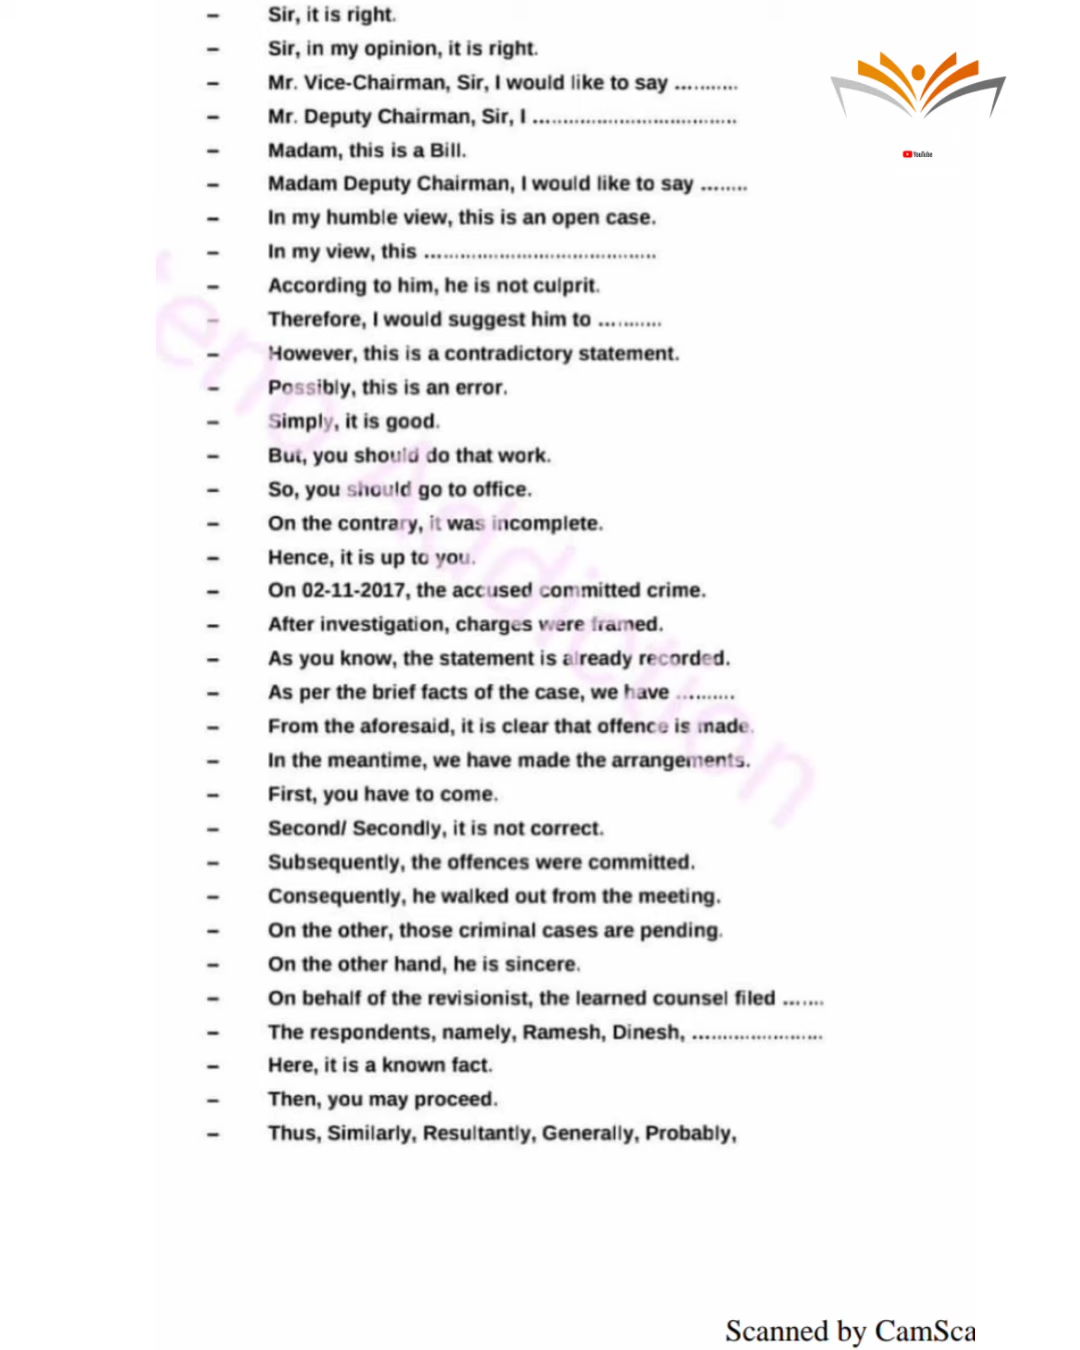 – Sir, it is right.
– Sir, in my opinion, it is right.
– Mr. Vice-Chairman, Sir, I would like to say ...........
– Mr. Deputy Chairman, Sir, I ..................................
YouTube
– Madam, this is a Bill.
– Madam Deputy Chairman, I would like to say ........
– In my humble view, this is an open case.
– In my view, this .......................................
– According to him, he is not culprit.
– Therefore, I would suggest him to ...........
– However, this is a contradictory statement.
– Possibly, this is an error.
– Simply, it is good.
– But, you should do that work.
– So, you should go to office.
– On the contrary, it was incomplete.
– Hence, it is up to you.
– On 02-11-2017, the accused committed crime.
– After investigation, charges were framed.
– As you know, the statement is already recorded.
– As per the brief facts of the case, we have ..........
– From the aforesaid, it is clear that offence is made.
– In the meantime, we have made the arrangements.
– First, you have to come.
– Second/ Secondly, it is not correct.
– Subsequently, the offences were committed.
– Consequently, he walked out from the meeting.
– On the other, those criminal cases are pending.
– On the other hand, he is sincere.
– On behalf of the revisionist, the learned counsel filed .......
– The respondents, namely, Ramesh, Dinesh, ......................
– Here, it is a known fact.
– Then, you may proceed.
– Thus, Similarly, Resultantly, Generally, Probably,
Addiction
Scanned by CamSca